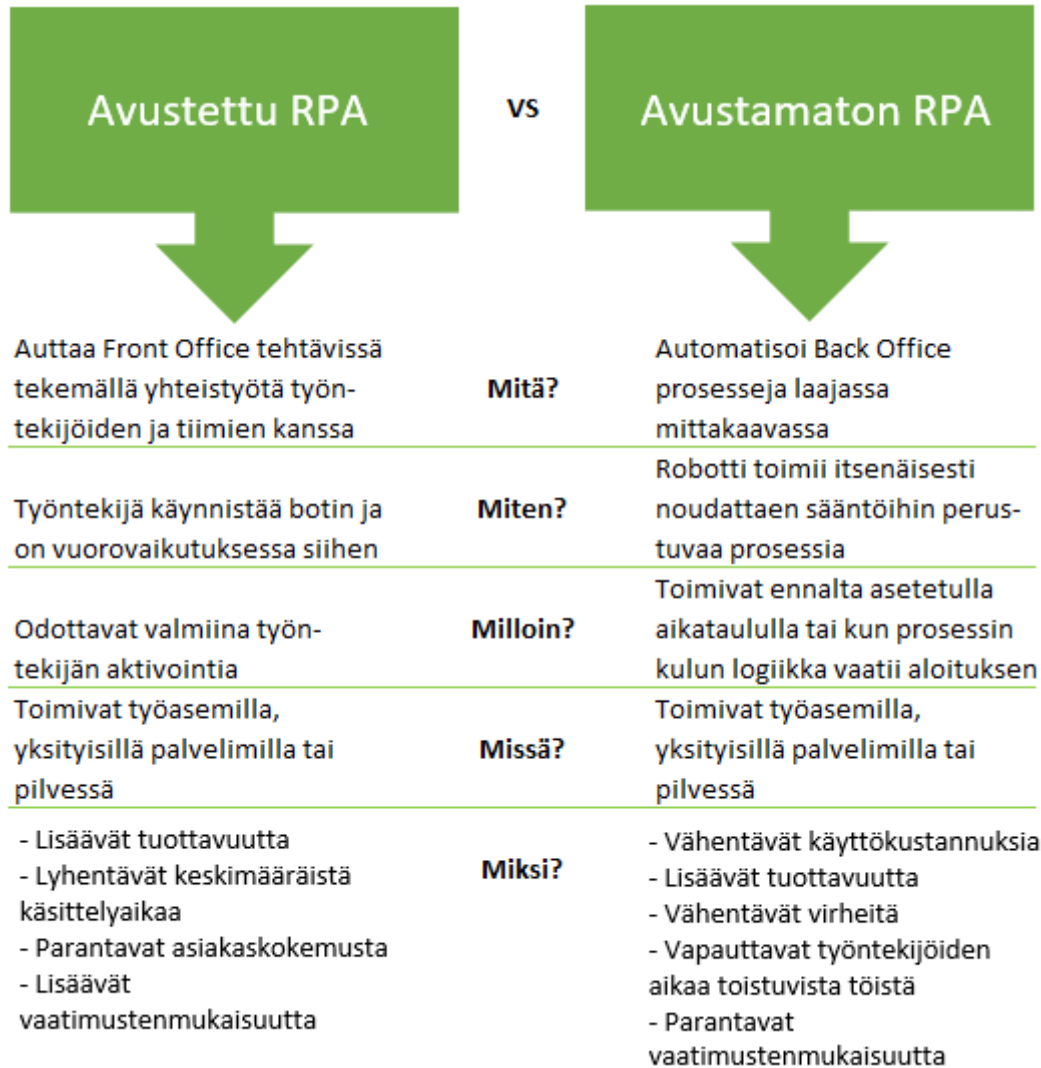 Avustettu RPA
VS
Avustamaton RPA
Auttaa Front Office tehtävissä
tekemällä yhteistyötä työn-
tekijöiden ja tiimien kanssa
Mitä?
Automatisoi Back Office
prosesseja laajassa
mittakaavassa
Työntekijä käynnistää botin ja
on vuorovaikutuksessa siihen
Miten?
Robotti toimii itsenäisesti
noudattaen sääntöihin perus-
tuvaa prosessia
Odottavat valmiina työn-
tekijän aktivointia
Milloin?
Toimivat ennalta asetetulla
aikataululla tai kun prosessin
kulun logiikka vaatii aloituksen
Toimivat työasemilla,
yksityisillä palvelimilla tai
pilvessä
Missä?
Toimivat työasemilla,
yksityisillä palvelimilla tai
pilvessä
- Lisäävät tuottavuutta
- Lyhentävät keskimääräistä
käsittelyaikaa
- Parantavat asiakaskokemusta
- Lisäävät
vaatimustenmukaisuutta
Miksi?
- Vähentävät käyttökustannuksia
- Lisäävät tuottavuutta
- Vähentävät virheitä
- Vapauttavat työntekijöiden
aikaa toistuvista töistä
- Parantavat
vaatimustenmukaisuutta